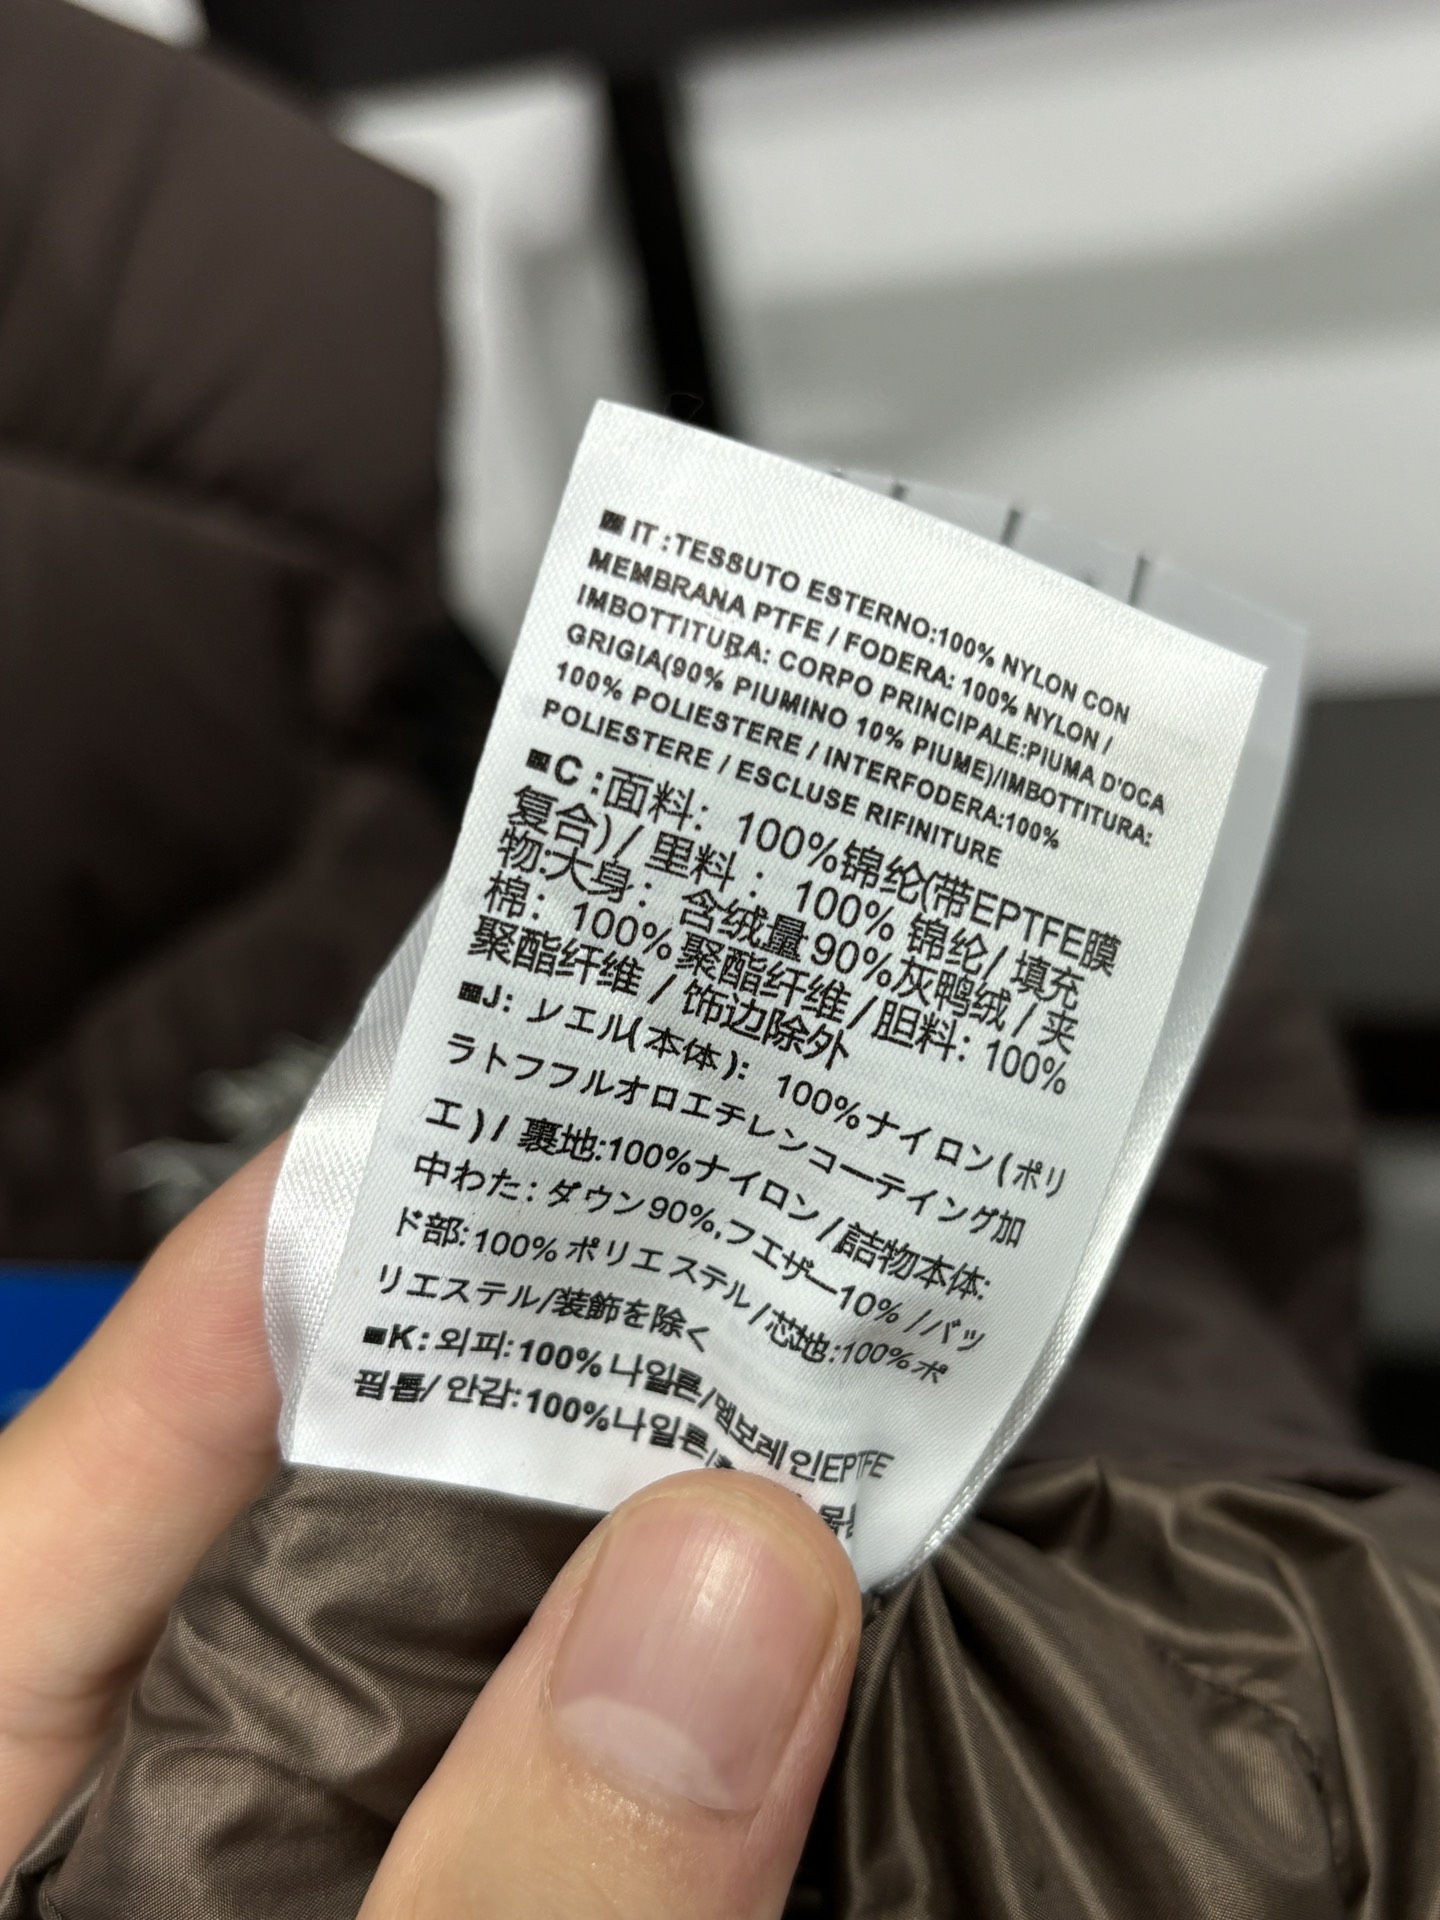 IT :TESSUTO ESTERNO:100% NYLON CON
MEMBRANA PTFE / FODERA: 100% NYLON /
IMBOTTITURA: CORPO PRINCIPALE:PIUMA D'OCA
GRIGIA(90% PIUMINO 10% PIUME)/IMBOTTITURA:
100% POLIESTERE / INTERFODERA:100%
POLIESTERE / ESCLUSE RIFINITURE
C :面料： 100%锦纶(带EPTFE膜
复合) / 里料 : 100% 锦纶 / 填充
物:大身： 含绒量 90%灰鸭绒 / 夹
棉： 100% 聚酯纤维 / 胆料: 100%
聚酯纤维 / 饰边除外
J: シエル(本体): 100%ナイロン(ポリ
ラトフフルオロエチレンコーティング加
エ) / 裏地:100%ナイロン / 詰物本体:
中わた: ダウン90%,フエザー10% /バッ
ド部:100% ポリエステル / 芯地:100% ポ
リエステル/装飾を除く
K: 외피:100% 나일론/멤보레인EPTFE
필름/ 안감:100%나일론/